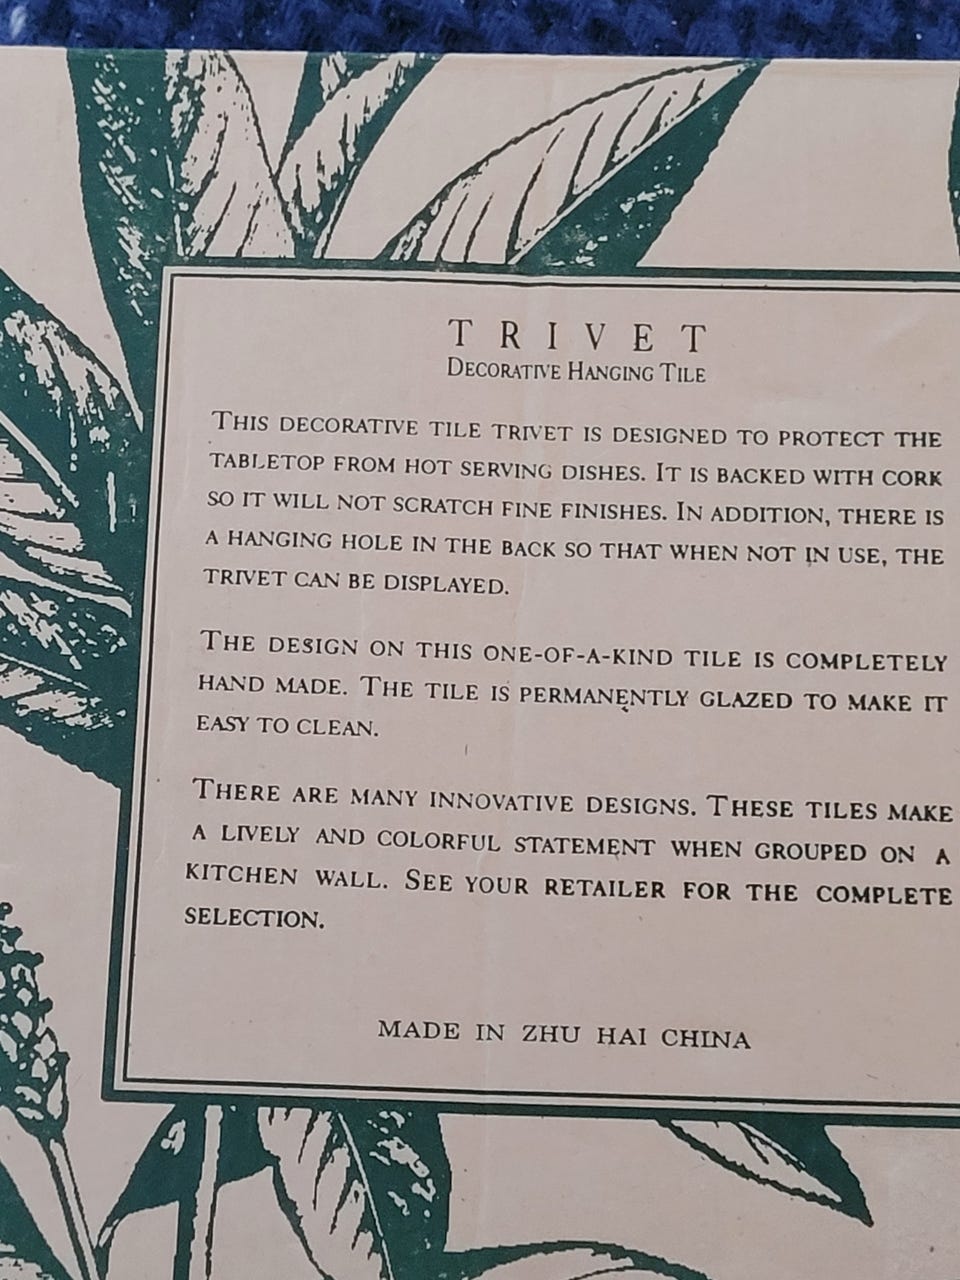 TRIVET
DECORATIVE HANGING TILE
THIS DECORATIVE TILE TRIVET IS DESIGNED TO PROTECT THE
TABLETOP FROM HOT SERVING DISHES. IT IS BACKED WITH CORK
SO IT WILL NOT SCRATCH FINE FINISHES. IN ADDITION, THERE IS
A HANGING HOLE IN THE BACK SO THAT WHEN NOT IN USE, THE
TRIVET CAN BE DISPLAYED.
THE DESIGN ON THIS ONE-OF-A-KIND TILE IS COMPLETELY
HAND MADE. THE TILE IS PERMANENTLY GLAZED TO MAKE IT
EASY TO CLEAN.
THERE ARE MANY INNOVATIVE DESIGNS. THESE TILES MAKE
A LIVELY AND COLORFUL STATEMENT WHEN GROUPED ON A
KITCHEN WALL. SEE YOUR RETAILER FOR THE COMPLETE
SELECTION.
MADE IN ZHU HAI CHINA